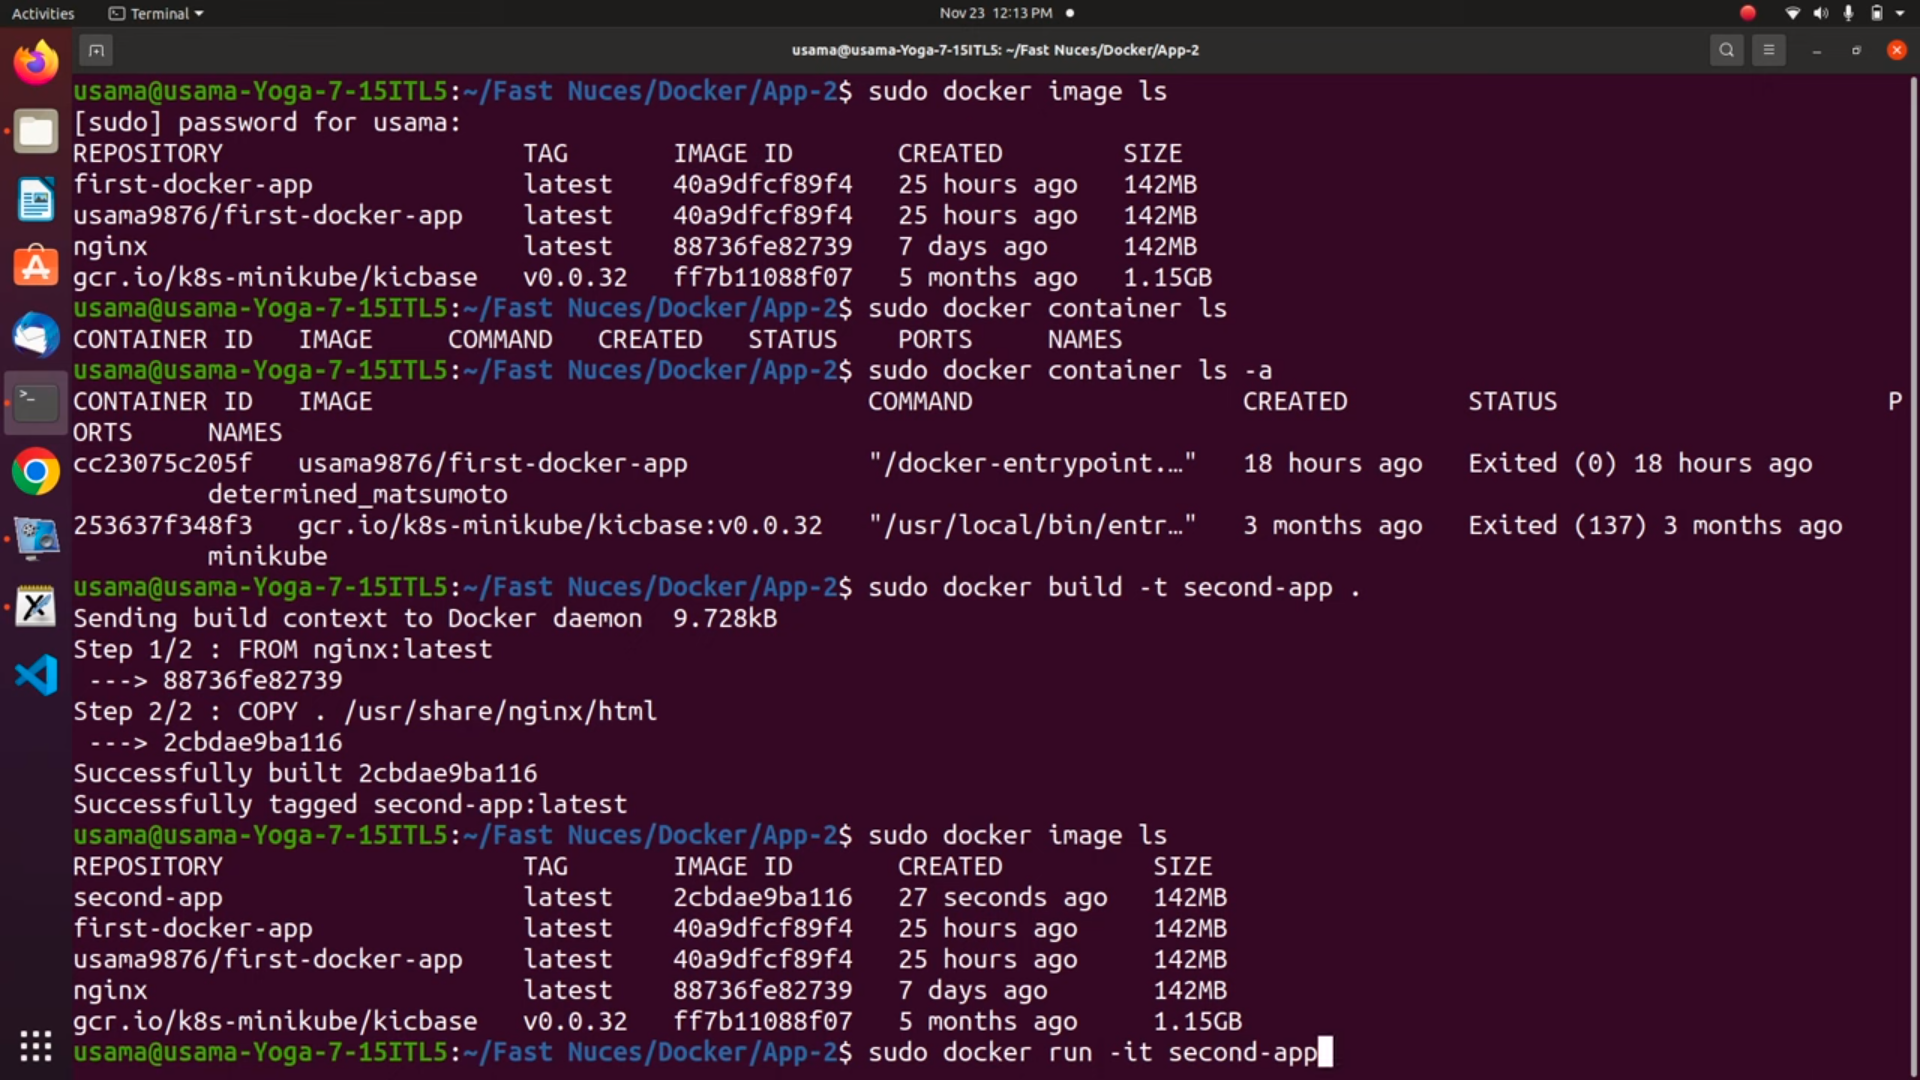 Activities Terminal Nov 23 12:13 PM
usama@usama-Yoga-7-15ITL5: ~/Fast Nuces/Docker/App-2
usama@usama-Yoga-7-15ITL5:~/Fast Nuces/Docker/App-2$ sudo docker image ls
[sudo] password for usama:
REPOSITORY TAG IMAGE ID CREATED SIZE
first-docker-app latest 40a9dfcf89f4 25 hours ago 142MB
usama9876/first-docker-app latest 40a9dfcf89f4 25 hours ago 142MB
nginx latest 88736fe82739 7 days ago 142MB
gcr.io/k8s-minikube/kicbase v0.0.32 ff7b11088f07 5 months ago 1.15GB
usama@usama-Yoga-7-15ITL5:~/Fast Nuces/Docker/App-2$ sudo docker container ls
CONTAINER ID IMAGE COMMAND CREATED STATUS PORTS NAMES
usama@usama-Yoga-7-15ITL5:~/Fast Nuces/Docker/App-2$ sudo docker container ls -a
CONTAINER ID IMAGE COMMAND CREATED STATUS P
ORTS NAMES
cc23075c205f usama9876/first-docker-app "/docker-entrypoint.…" 18 hours ago Exited (0) 18 hours ago
determined_matsumoto
253637f348f3 gcr.io/k8s-minikube/kicbase:v0.0.32 "/usr/local/bin/entr…" 3 months ago Exited (137) 3 months ago
minikube
usama@usama-Yoga-7-15ITL5:~/Fast Nuces/Docker/App-2$ sudo docker build -t second-app .
Sending build context to Docker daemon 9.728kB
Step 1/2 : FROM nginx:latest
---> 88736fe82739
Step 2/2 : COPY . /usr/share/nginx/html
---> 2cbdae9ba116
Successfully built 2cbdae9ba116
Successfully tagged second-app:latest
usama@usama-Yoga-7-15ITL5:~/Fast Nuces/Docker/App-2$ sudo docker image ls
REPOSITORY TAG IMAGE ID CREATED SIZE
second-app latest 2cbdae9ba116 27 seconds ago 142MB
first-docker-app latest 40a9dfcf89f4 25 hours ago 142MB
usama9876/first-docker-app latest 40a9dfcf89f4 25 hours ago 142MB
nginx latest 88736fe82739 7 days ago 142MB
gcr.io/k8s-minikube/kicbase v0.0.32 ff7b11088f07 5 months ago 1.15GB
usama@usama-Yoga-7-15ITL5:~/Fast Nuces/Docker/App-2$ sudo docker run -it second-app